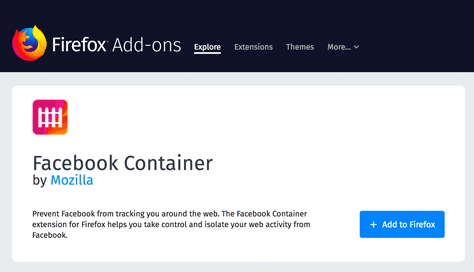 Firefox Add-ons Explore Extensions Themes More...
Facebook Container
by Mozilla
Prevent Facebook from tracking you around the web. The Facebook Container
extension for Firefox helps you take control and isolate your web activity from
Facebook.
+ Add to Firefox